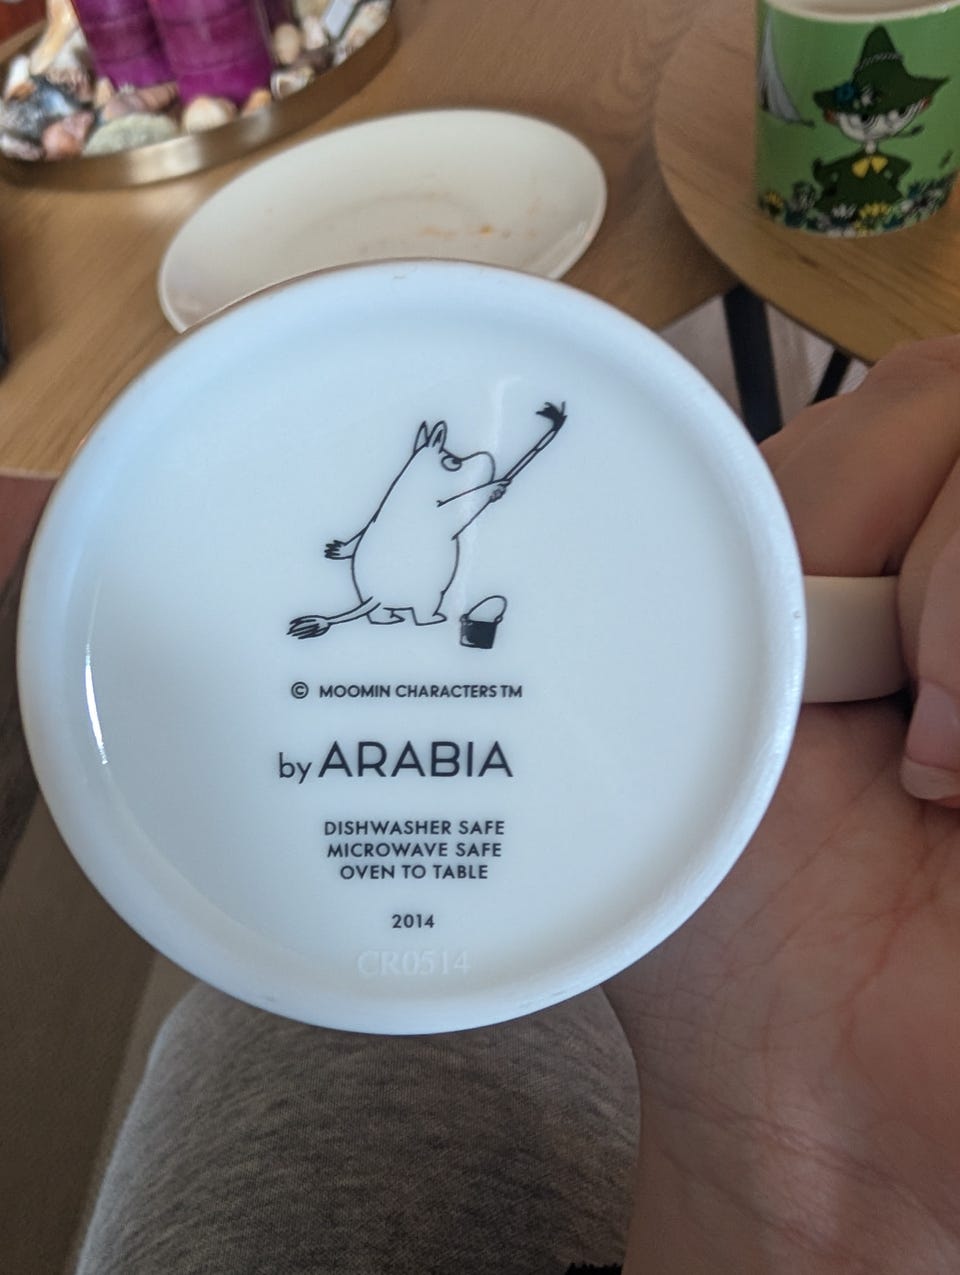 © MOOMIN CHARACTERS TM
by ARABIA
DISHWASHER SAFE
MICROWAVE SAFE
OVEN TO TABLE
2014
CR0514